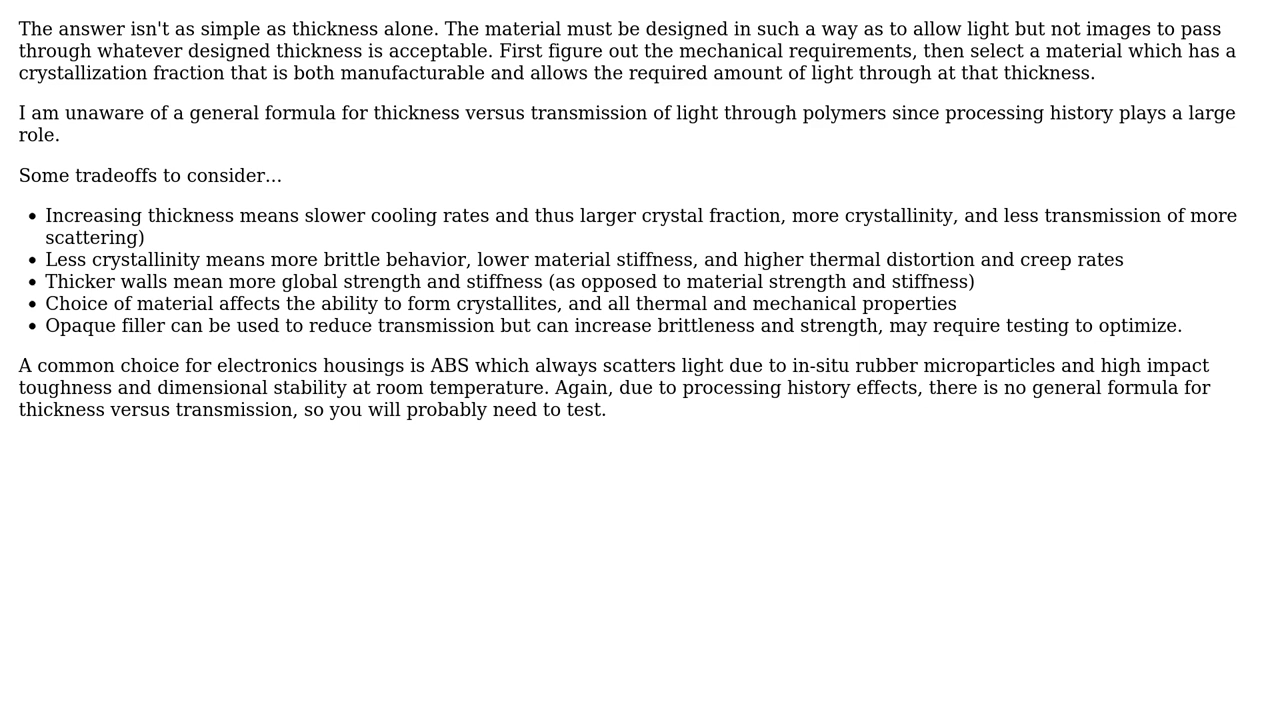 The answer isn't as simple as thickness alone. The material must be designed in such a way as to allow light but not images to pass
through whatever designed thickness is acceptable. First figure out the mechanical requirements, then select a material which has a
crystallization fraction that is both manufacturable and allows the required amount of light through at that thickness.
I am unaware of a general formula for thickness versus transmission of light through polymers since processing history plays a large
role.
Some tradeoffs to consider...
• Increasing thickness means slower cooling rates and thus larger crystal fraction, more crystallinity, and less transmission of more
scattering)
• Less crystallinity means more brittle behavior, lower material stiffness, and higher thermal distortion and creep rates
• Thicker walls mean more global strength and stiffness (as opposed to material strength and stiffness)
• Choice of material affects the ability to form crystallites, and all thermal and mechanical properties
• Opaque filler can be used to reduce transmission but can increase brittleness and strength, may require testing to optimize.
A common choice for electronics housings is ABS which always scatters light due to in-situ rubber microparticles and high impact
toughness and dimensional stability at room temperature. Again, due to processing history effects, there is no general formula for
thickness versus transmission, so you will probably need to test.